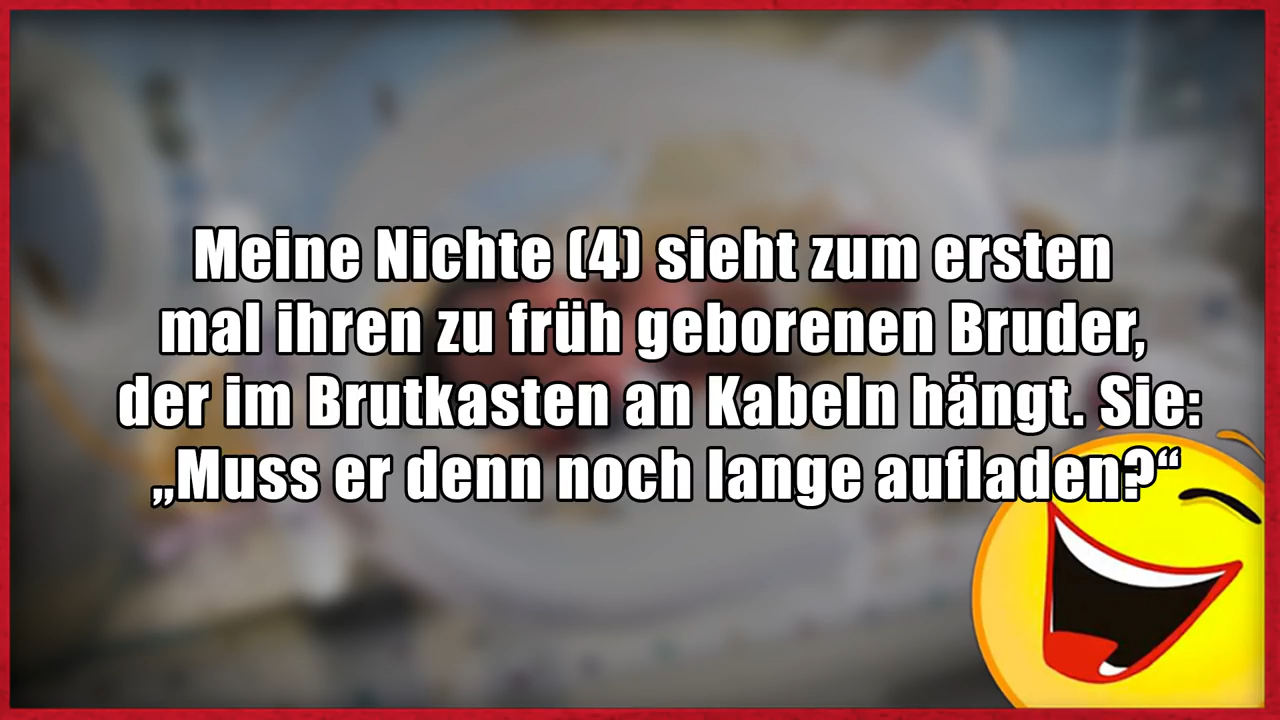 Meine Nichte (4) sieht zum ersten
mal ihren zu früh geborenen Bruder,
der im Brutkasten an Kabeln hängt. Sie:
„Muss er denn noch lange aufladen?“